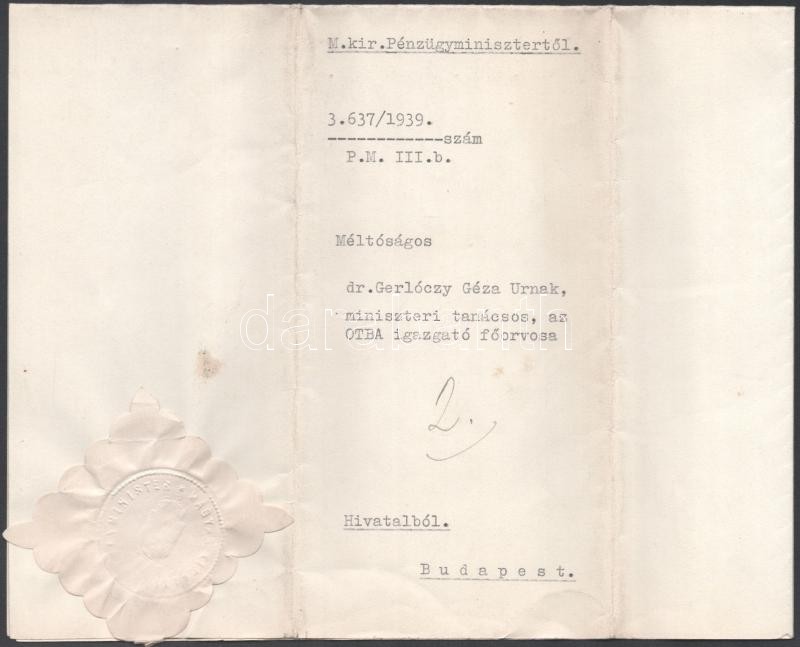 M.kir.Pénzügyminisztertől.
3.637/1939.
------------szám
P.M. III.b.
Méltóságos
dr.Gerlóczy Géza Urnak,
miniszteri tanácsos, az
OTBA igazgató főorvosa
darabanth
2.
Hivatalból.
Budapest.